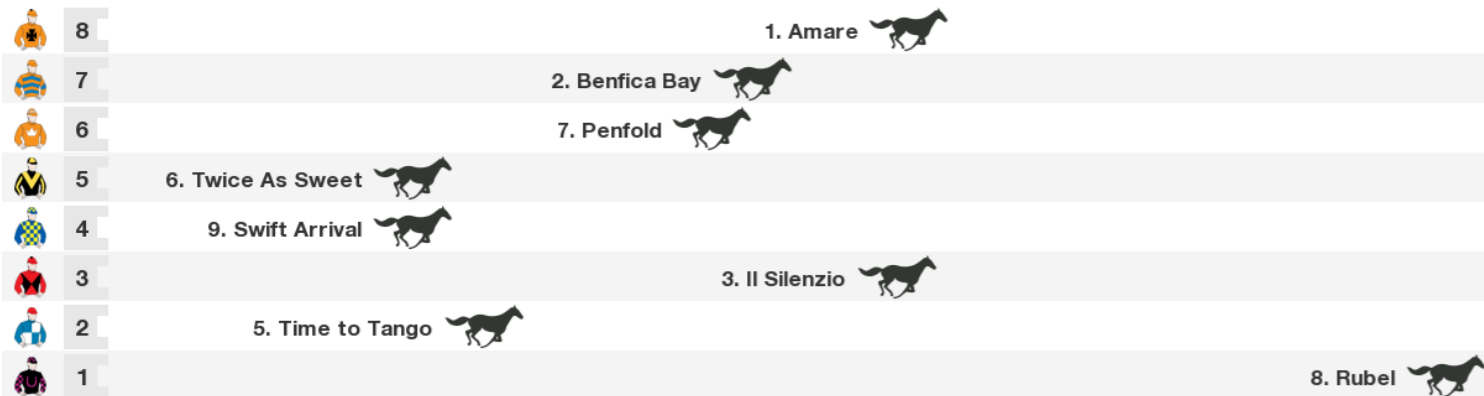 8 1. Amare
7 2. Benfica Bay
6 7. Penfold
5 6. Twice As Sweet
4 9. Swift Arrival
3 3. Il Silenzio
2 5. Time to Tango
1 8. Rubel